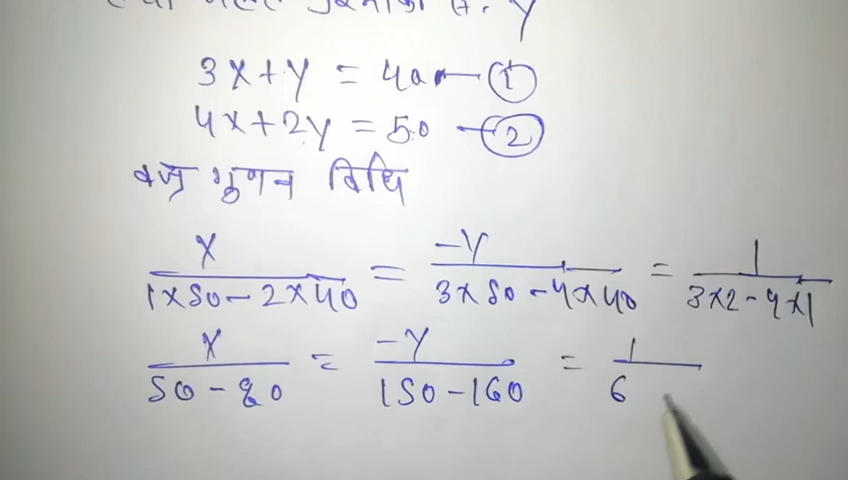 Y
3x+y = 40 — ①
4x+2y = 50 — ②
वज्र गुणन विधि
x/(1×50-2×40) = -y/(3×50-4×40) = 1/(3×2-4×1)
x/(50-80) = -y/(150-160) = 1/6